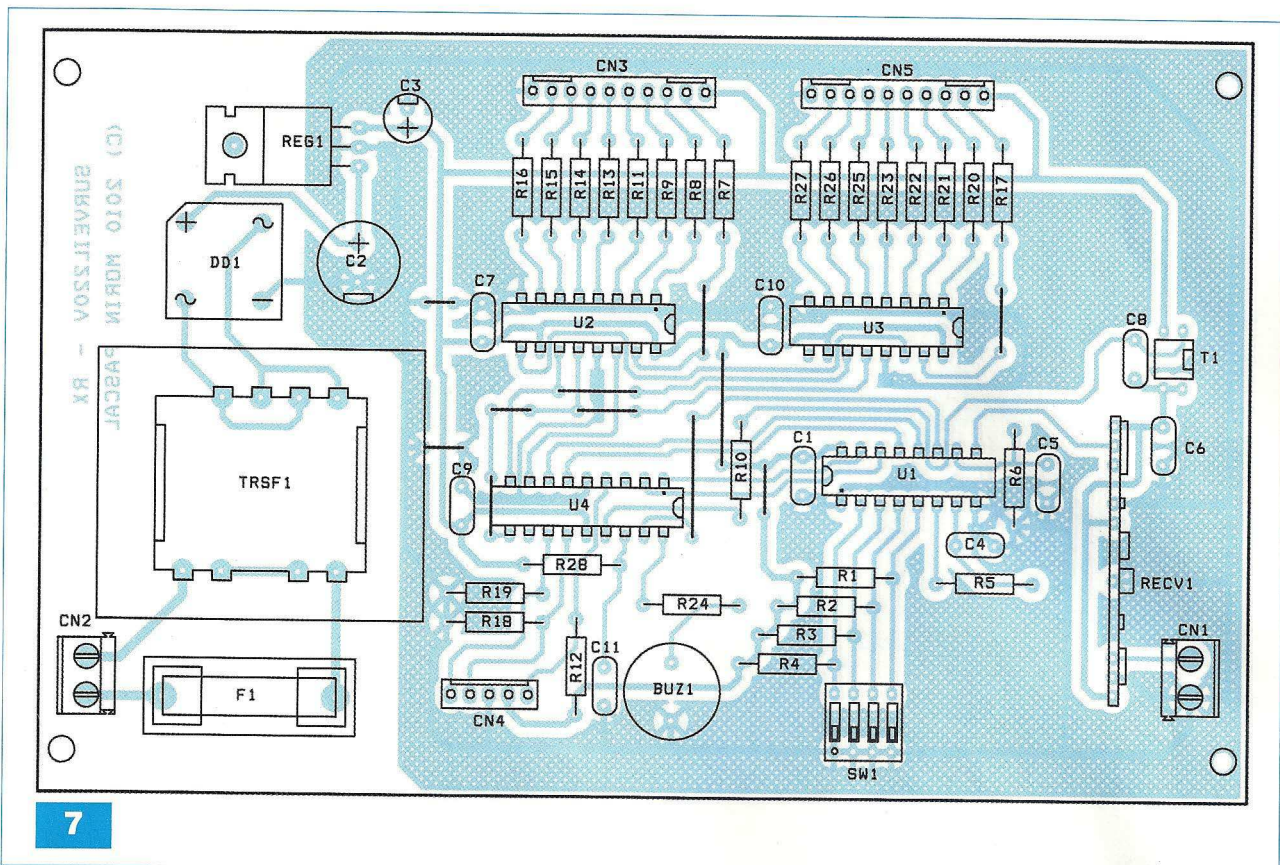 CN3
CN5
C3
REG1
R16
R15
R14
R13
R11
R9
R8
R7
R27
R26
R25
R23
R22
R21
R20
R17
(C) 2010 MORIN PASCAL
SURVEIL220V - RX
DD1
C2
C7
C10
U2
U3
C8
T1
TRSF1
C9
U4
R10
C1
U1
R6
C5
C6
C4
R28
R19
R18
R24
R1
R2
R3
R4
R5
RECV1
CN2
CN1
F1
R12
C11
BUZ1
CN4
SW1
7